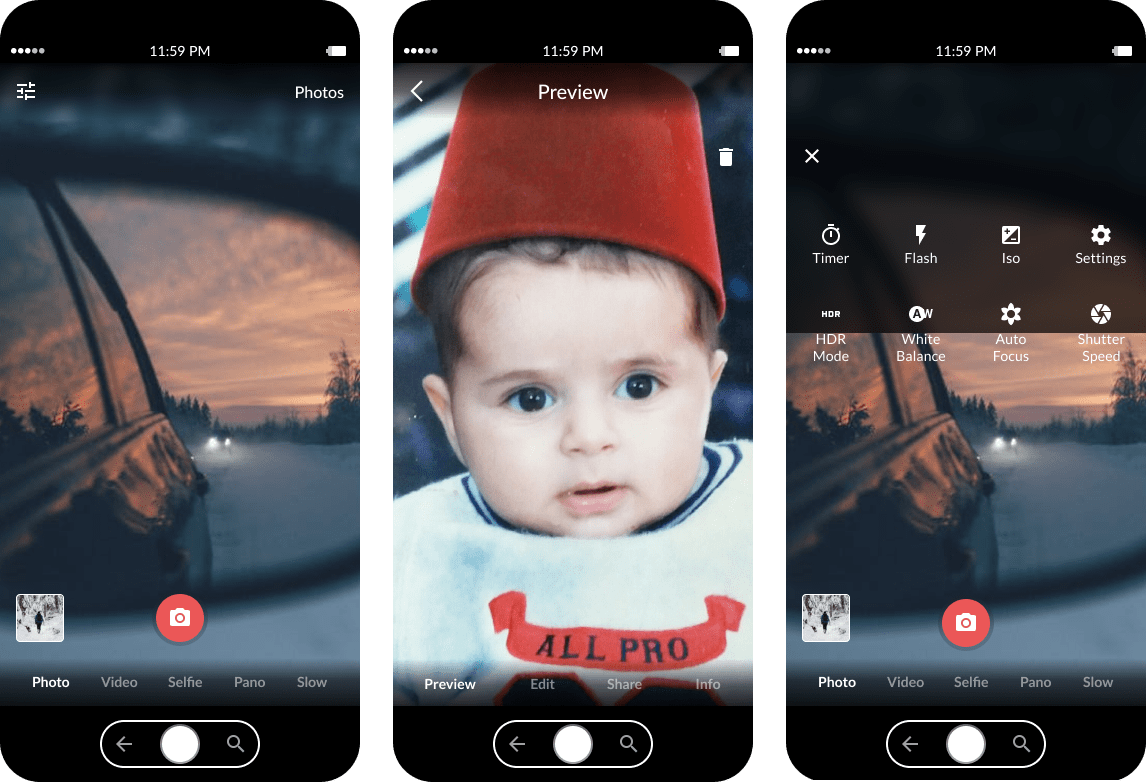 11:59 PM
Photos
Photo Video Selfie Pano Slow
11:59 PM
Preview
ALL PRO
Preview Edit Share Info
11:59 PM
Timer Flash Iso Settings
HDR AW
HDR White Auto Shutter
Mode Balance Focus Speed
Photo Video Selfie Pano Slow